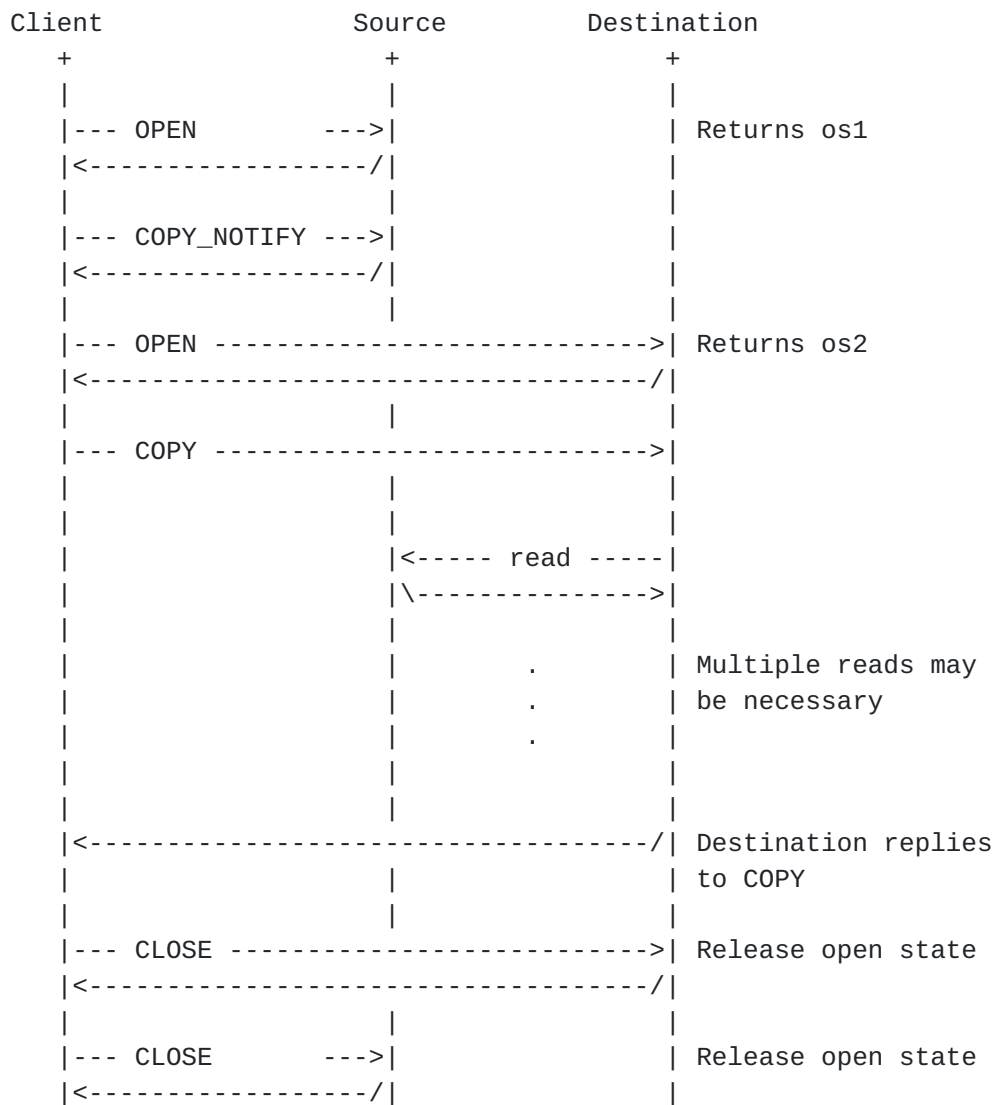 Client                Source         Destination
   +                    +                 +
   |                    |                 |
   |--- OPEN        --->|                 | Returns os1
   |<------------------/|                 |
   |                    |                 |
   |--- COPY_NOTIFY --->|                 |
   |<------------------/|                 |
   |                    |                 |
   |--- OPEN ---------------------------->| Returns os2
   |<------------------------------------/|
   |                    |                 |
   |--- COPY ---------------------------->|
   |                    |                 |
   |                    |                 |
   |                    |<----- read -----|
   |                    |\--------------->|
   |                    |                 |
   |                    |        .        | Multiple reads may
   |                    |        .        | be necessary
   |                    |        .        |
   |                    |                 |
   |                    |                 |
   |<------------------------------------/| Destination replies
   |                    |                 | to COPY
   |                    |                 |
   |--- CLOSE --------------------------->| Release open state
   |<------------------------------------/|
   |                    |                 |
   |--- CLOSE       --->|                 | Release open state
   |<------------------/|                 |